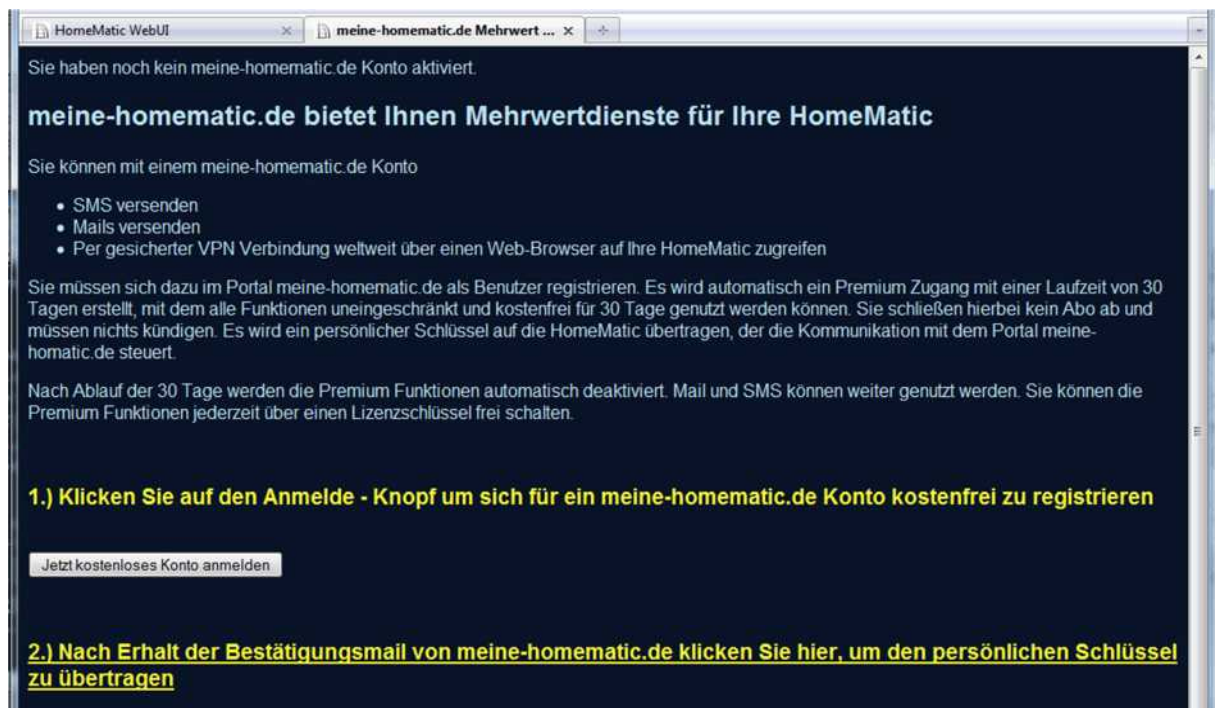 HomeMatic WebUI
meine-homematic.de Mehrwert ...
Sie haben noch kein meine-homematic.de Konto aktiviert.
meine-homematic.de bietet Ihnen Mehrwertdienste für Ihre HomeMatic
Sie können mit einem meine-homematic.de Konto
• SMS versenden
• Mails versenden
• Per gesicherter VPN Verbindung weltweit über einen Web-Browser auf Ihre HomeMatic zugreifen
Sie müssen sich dazu im Portal meine-homematic.de als Benutzer registrieren. Es wird automatisch ein Premium Zugang mit einer Laufzeit von 30
Tagen erstellt, mit dem alle Funktionen uneingeschränkt und kostenfrei für 30 Tage genutzt werden können. Sie schließen hierbei kein Abo ab und
müssen nichts kündigen. Es wird ein persönlicher Schlüssel auf die HomeMatic übertragen, der die Kommunikation mit dem Portal meine-
homatic.de steuert.
Nach Ablauf der 30 Tage werden die Premium Funktionen automatisch deaktiviert. Mail und SMS können weiter genutzt werden. Sie können die
Premium Funktionen jederzeit über einen Lizenzschlüssel frei schalten.
1.) Klicken Sie auf den Anmelde - Knopf um sich für ein meine-homematic.de Konto kostenfrei zu registrieren
Jetzt kostenloses Konto anmelden
2.) Nach Erhalt der Bestätigungsmail von meine-homematic.de klicken Sie hier, um den persönlichen Schlüssel
zu übertragen